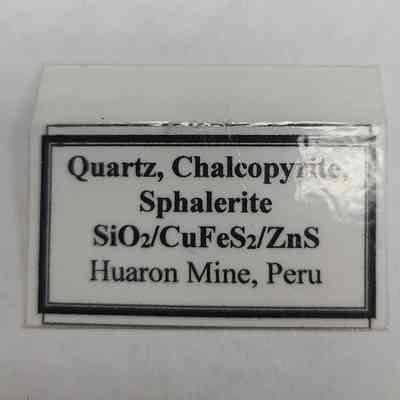 Quartz, Chalcopyrite,
Sphalerite
SiO₂/CuFeS₂/ZnS
Huaron Mine, Peru